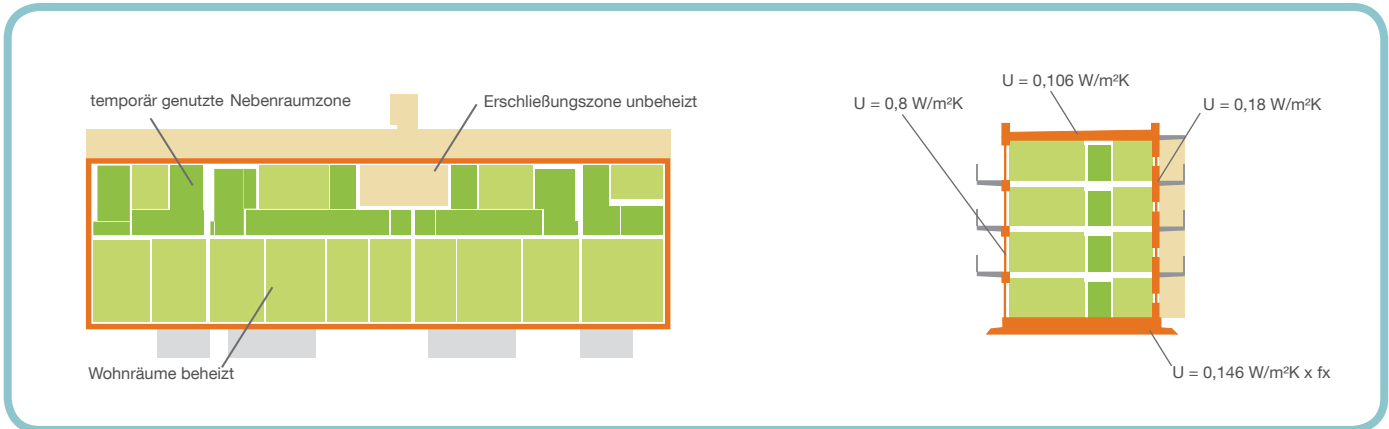 temporär genutzte Nebenraumzone
Erschließungszone unbeheizt
Wohnräume beheizt
U = 0,106 W/m²K
U = 0,8 W/m²K
U = 0,18 W/m²K
U = 0,146 W/m²K x fx